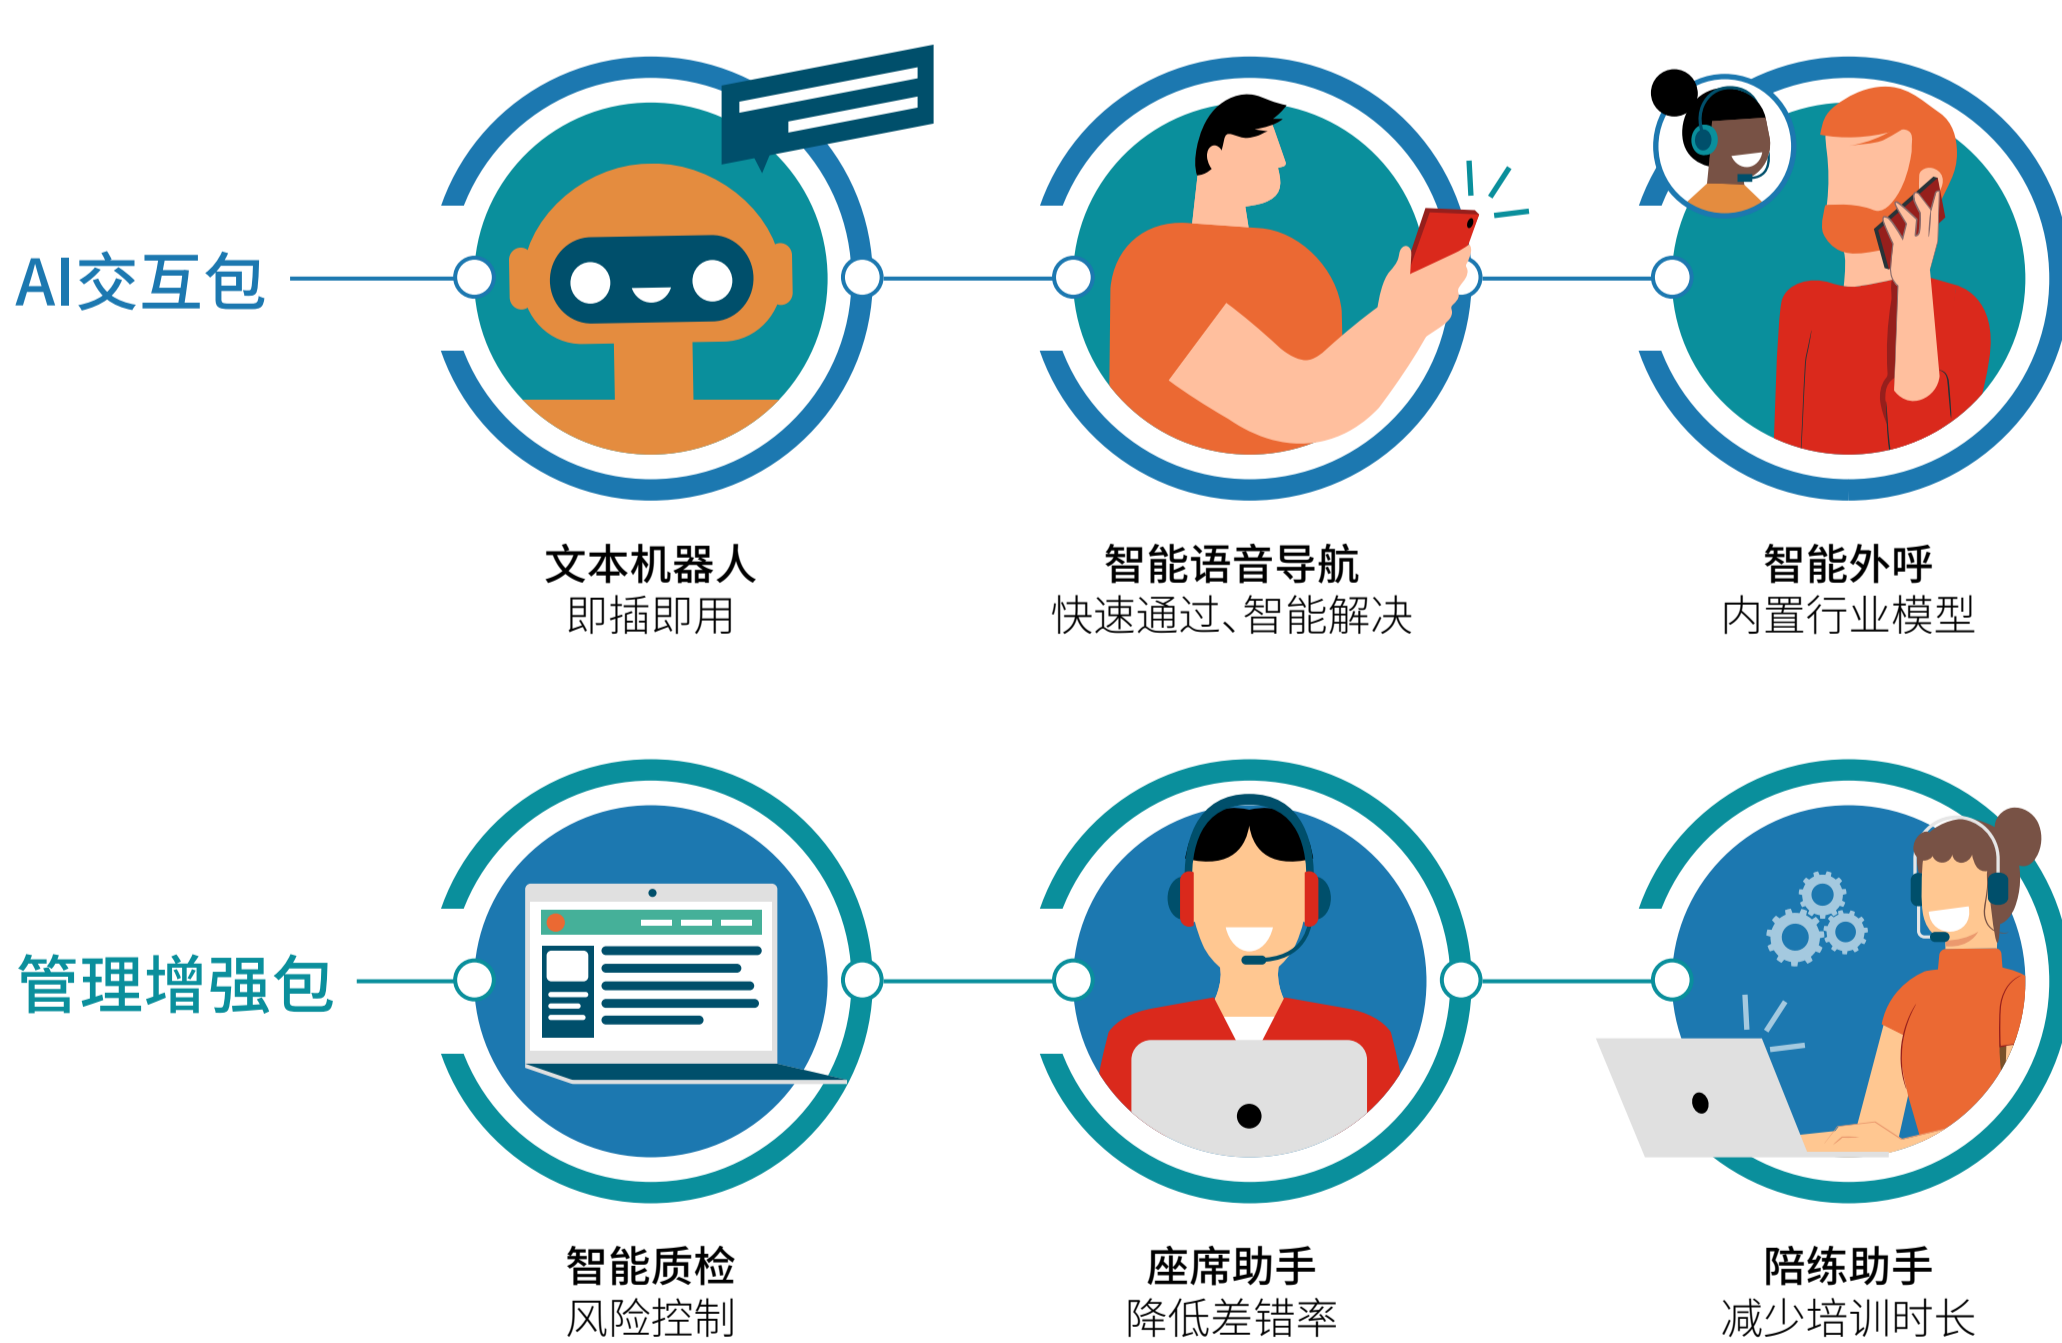 AI交互包
文本机器人
即插即用
智能语音导航
快速通过、智能解决
智能外呼
内置行业模型
管理增强包
智能质检
风险控制
座席助手
降低差错率
陪练助手
减少培训时长